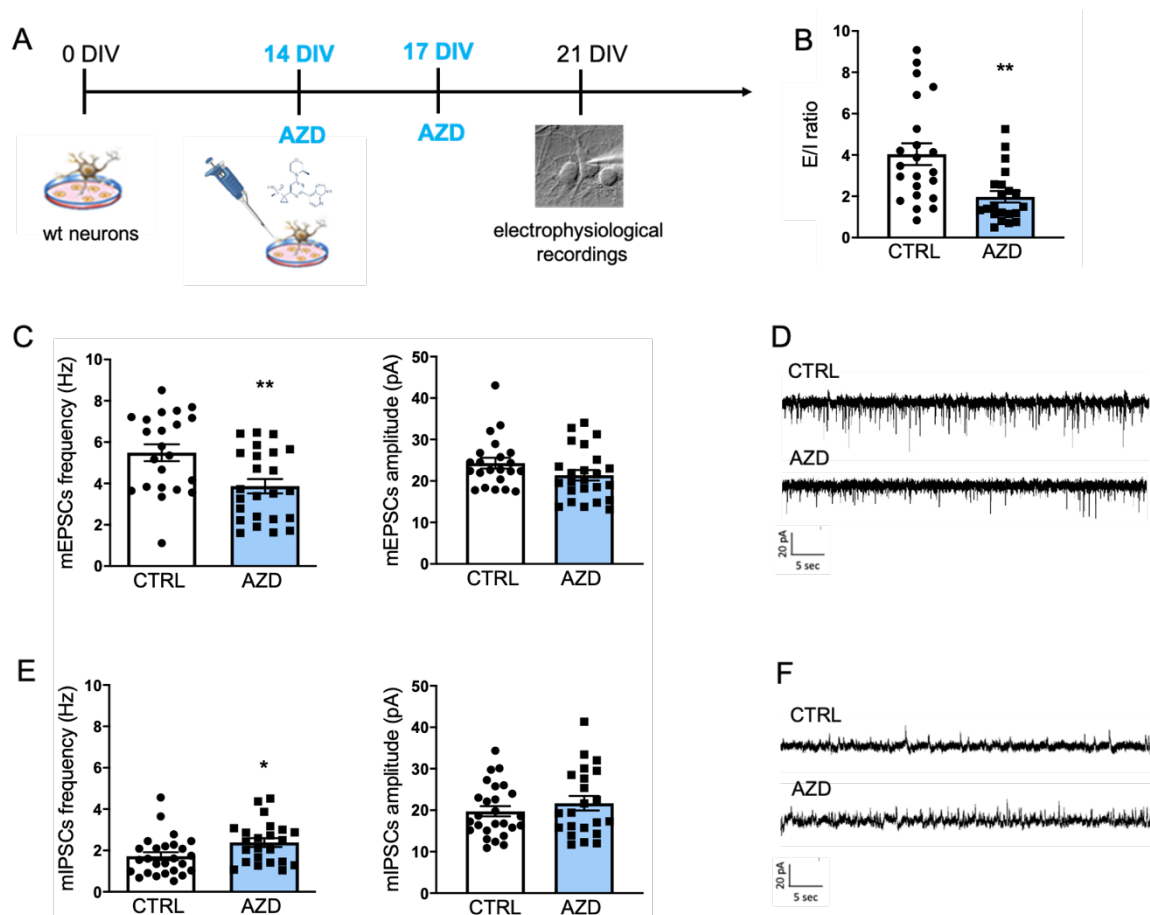 A
0 DIV
14 DIV
17 DIV
21 DIV
AZD
AZD
wt neurons
electrophysiological
recordings
B
E/I ratio
10
8
6
4
2
0
**
CTRL
AZD
C
mEPSCs frequency (Hz)
10
8
6
4
2
0
**
CTRL
AZD
mEPSCs amplitude (pA)
50
40
30
20
10
0
CTRL
AZD
D
CTRL
AZD
20 pA
5 sec
E
mIPSCs frequency (Hz)
10
8
6
4
2
0
*
CTRL
AZD
mIPSCs amplitude (pA)
50
40
30
20
10
0
CTRL
AZD
F
CTRL
AZD
20 pA
5 sec